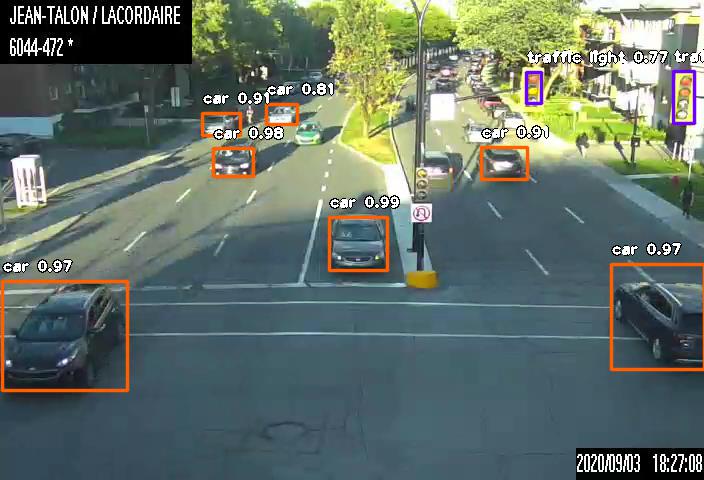 JEAN-TALON / LACORDAIRE
6044-472 *
traffic light 0.77
traf
car 0.91
car 0.81
car 0.98
car 0.91
car 0.99
car 0.97
car 0.97
2020/09/03 18:27:08